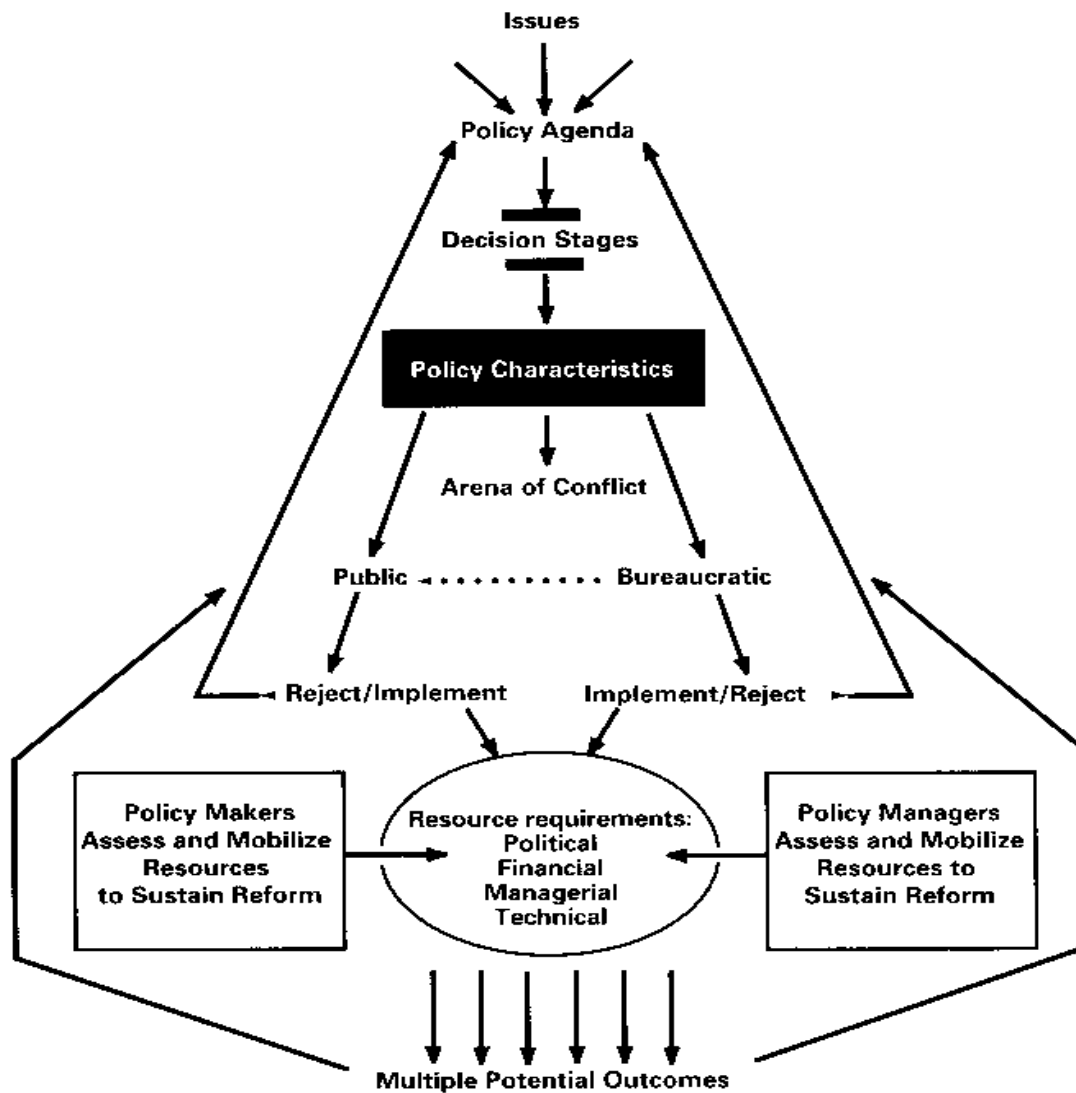 Issues
Policy Agenda
Decision Stages
Policy Characteristics
Arena of Conflict
Public
Bureaucratic
Reject/Implement
Implement/Reject
Policy Makers
Assess and Mobilize
Resources
to Sustain Reform
Resource requirements:
Political
Financial
Managerial
Technical
Policy Managers
Assess and Mobilize
Resources to
Sustain Reform
Multiple Potential Outcomes